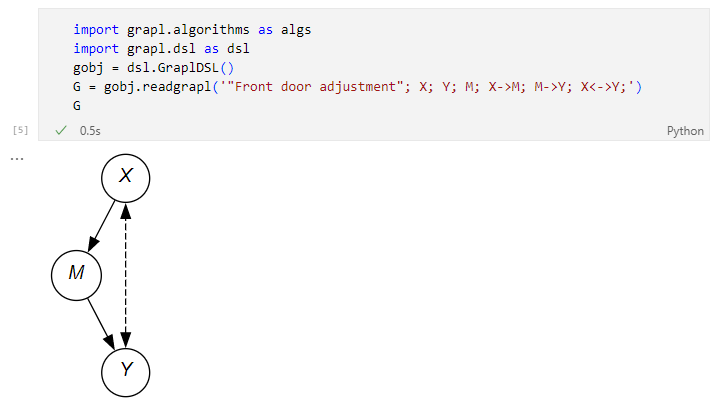 import grapl.algorithms as algs
import grapl.dsl as dsl
gobj = dsl.GraplDSL()
G = gobj.readgrapl('"Front door adjustment"; X; Y; M; X->M; M->Y; X<->Y;')
G
[5] ✓ 0.5s Python
...
X
M
Y